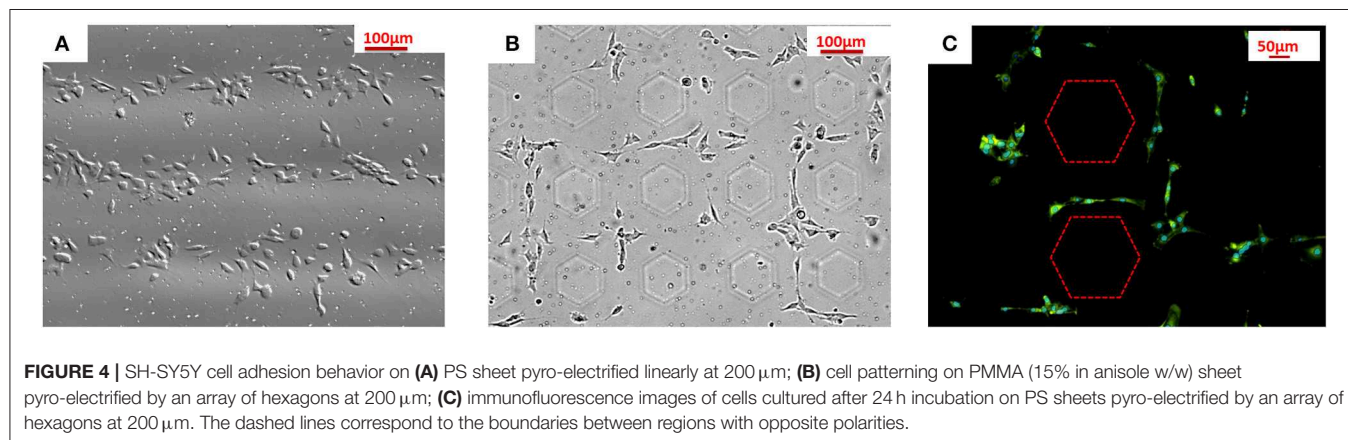 A
100µm
B
100µm
C
50µm
FIGURE 4 | SH-SY5Y cell adhesion behavior on (A) PS sheet pyro-electrified linearly at 200 µm; (B) cell patterning on PMMA (15% in anisole w/w) sheet
pyro-electrified by an array of hexagons at 200 µm; (C) immunofluorescence images of cells cultured after 24 h incubation on PS sheets pyro-electrified by an array of
hexagons at 200 µm. The dashed lines correspond to the boundaries between regions with opposite polarities.